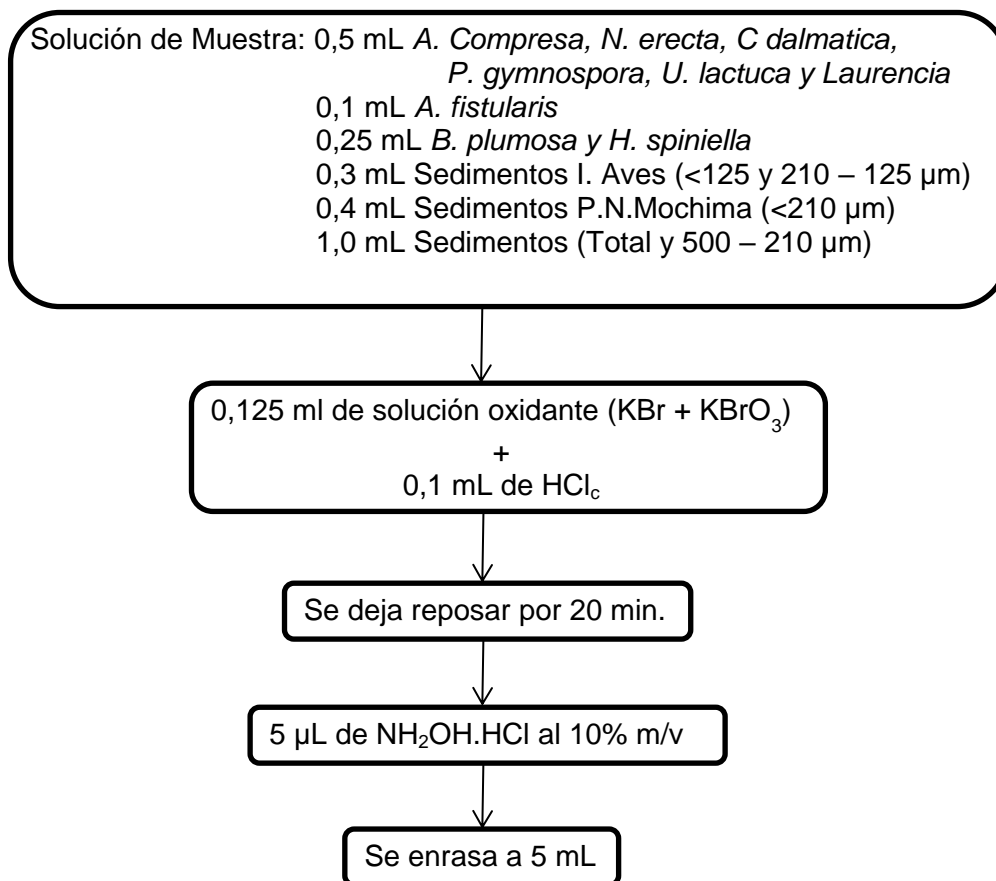 Solución de Muestra: 0,5 mL A. Compresa, N. erecta, C dalmatica,
P. gymnospora, U. lactuca y Laurencia
0,1 mL A. fistularis
0,25 mL B. plumosa y H. spiniella
0,3 mL Sedimentos I. Aves (<125 y 210 – 125 µm)
0,4 mL Sedimentos P.N.Mochima (<210 µm)
1,0 mL Sedimentos (Total y 500 – 210 µm)
0,125 ml de solución oxidante (KBr + KBrO₃)
+
0,1 mL de HClc
Se deja reposar por 20 min.
5 µL de NH₂OH.HCl al 10% m/v
Se enrasa a 5 mL